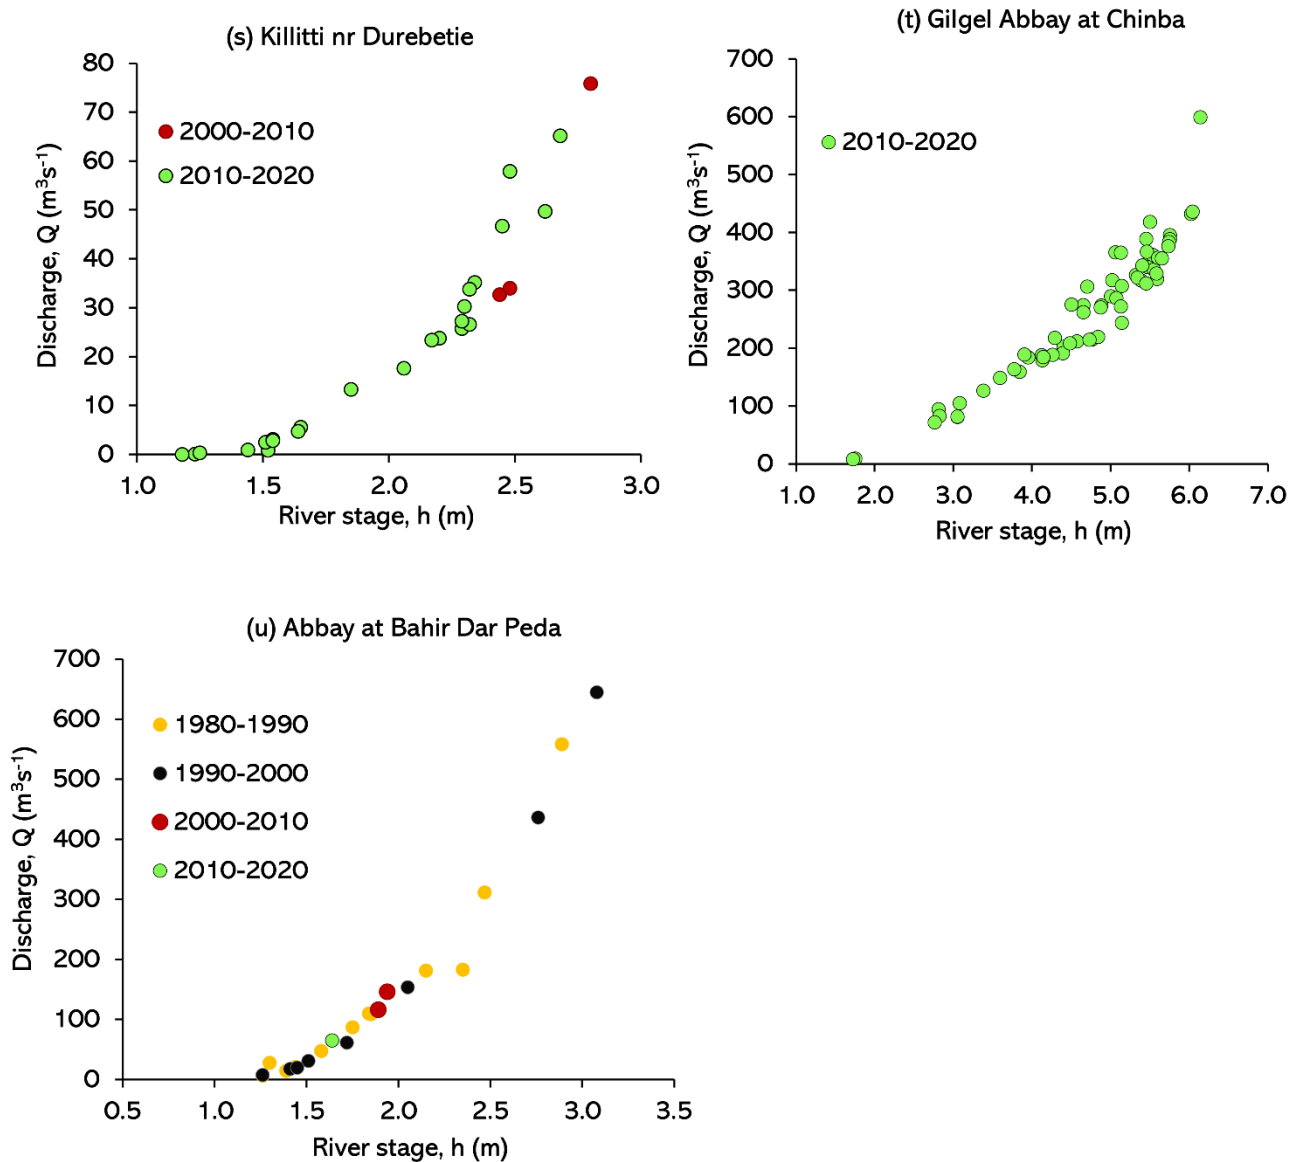 (s) Killitti nr Durebetie
80
70
60
50
40
30
20
10
0
Discharge, Q (m³s⁻¹)
2000-2010
2010-2020
1.0 1.5 2.0 2.5 3.0
River stage, h (m)
(t) Gilgel Abbay at Chinba
700
600
500
400
300
200
100
0
Discharge, Q (m³s⁻¹)
2010-2020
1.0 2.0 3.0 4.0 5.0 6.0 7.0
River stage, h (m)
(u) Abbay at Bahir Dar Peda
700
600
500
400
300
200
100
0
Discharge, Q (m³s⁻¹)
1980-1990
1990-2000
2000-2010
2010-2020
0.5 1.0 1.5 2.0 2.5 3.0 3.5
River stage, h (m)